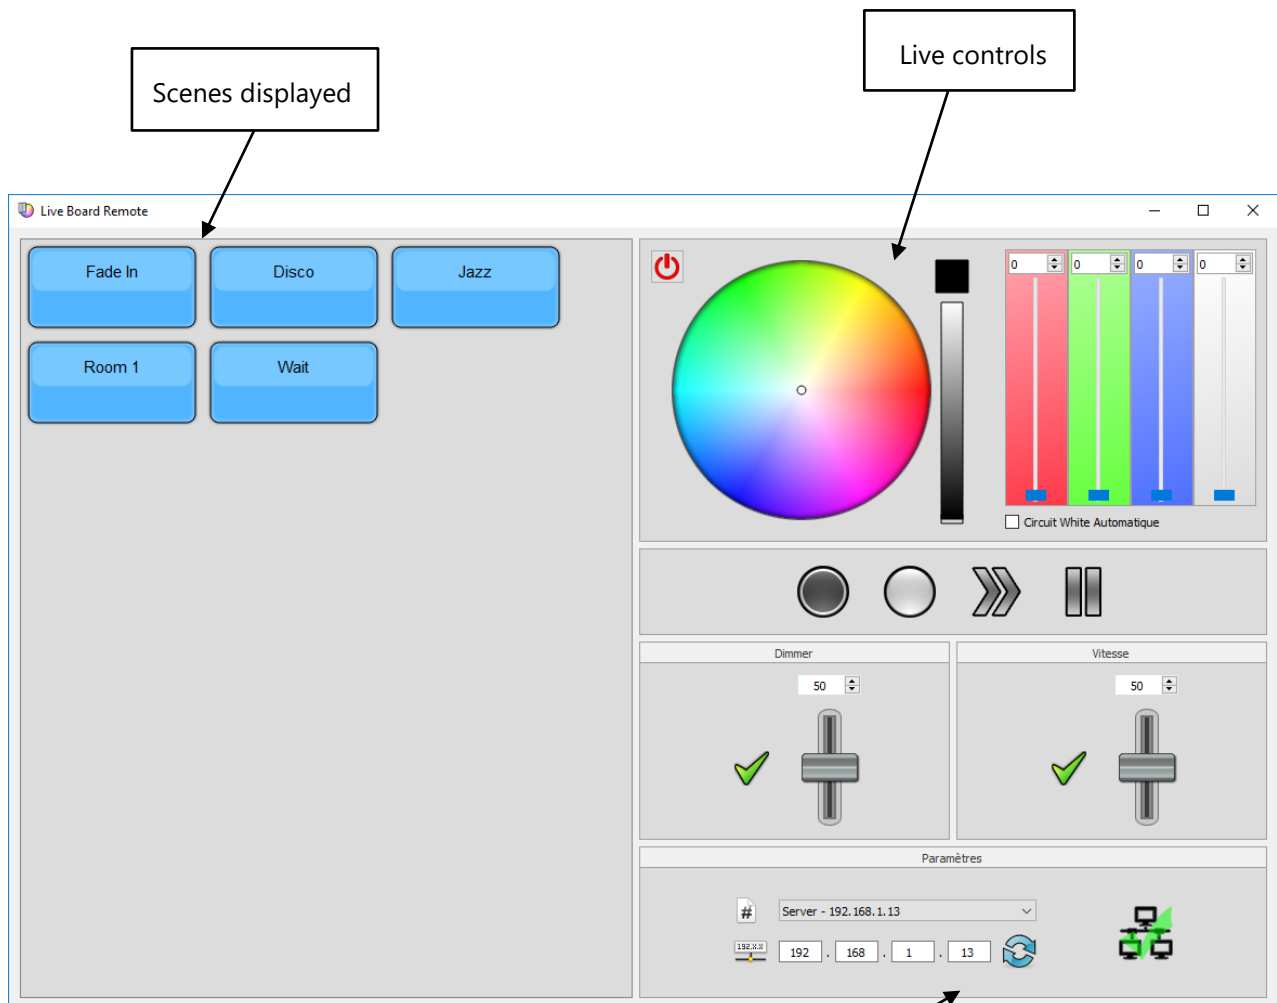 Live controls
Scenes displayed
Live Board Remote
Fade In
Disco
Jazz
Room 1
Wait
0
0
0
0
Circuit White Automatique
Dimmer
Vitesse
50
50
Paramètres
#
Server - 192.168.1.13
192.X.X
192 . 168 . 1 . 13